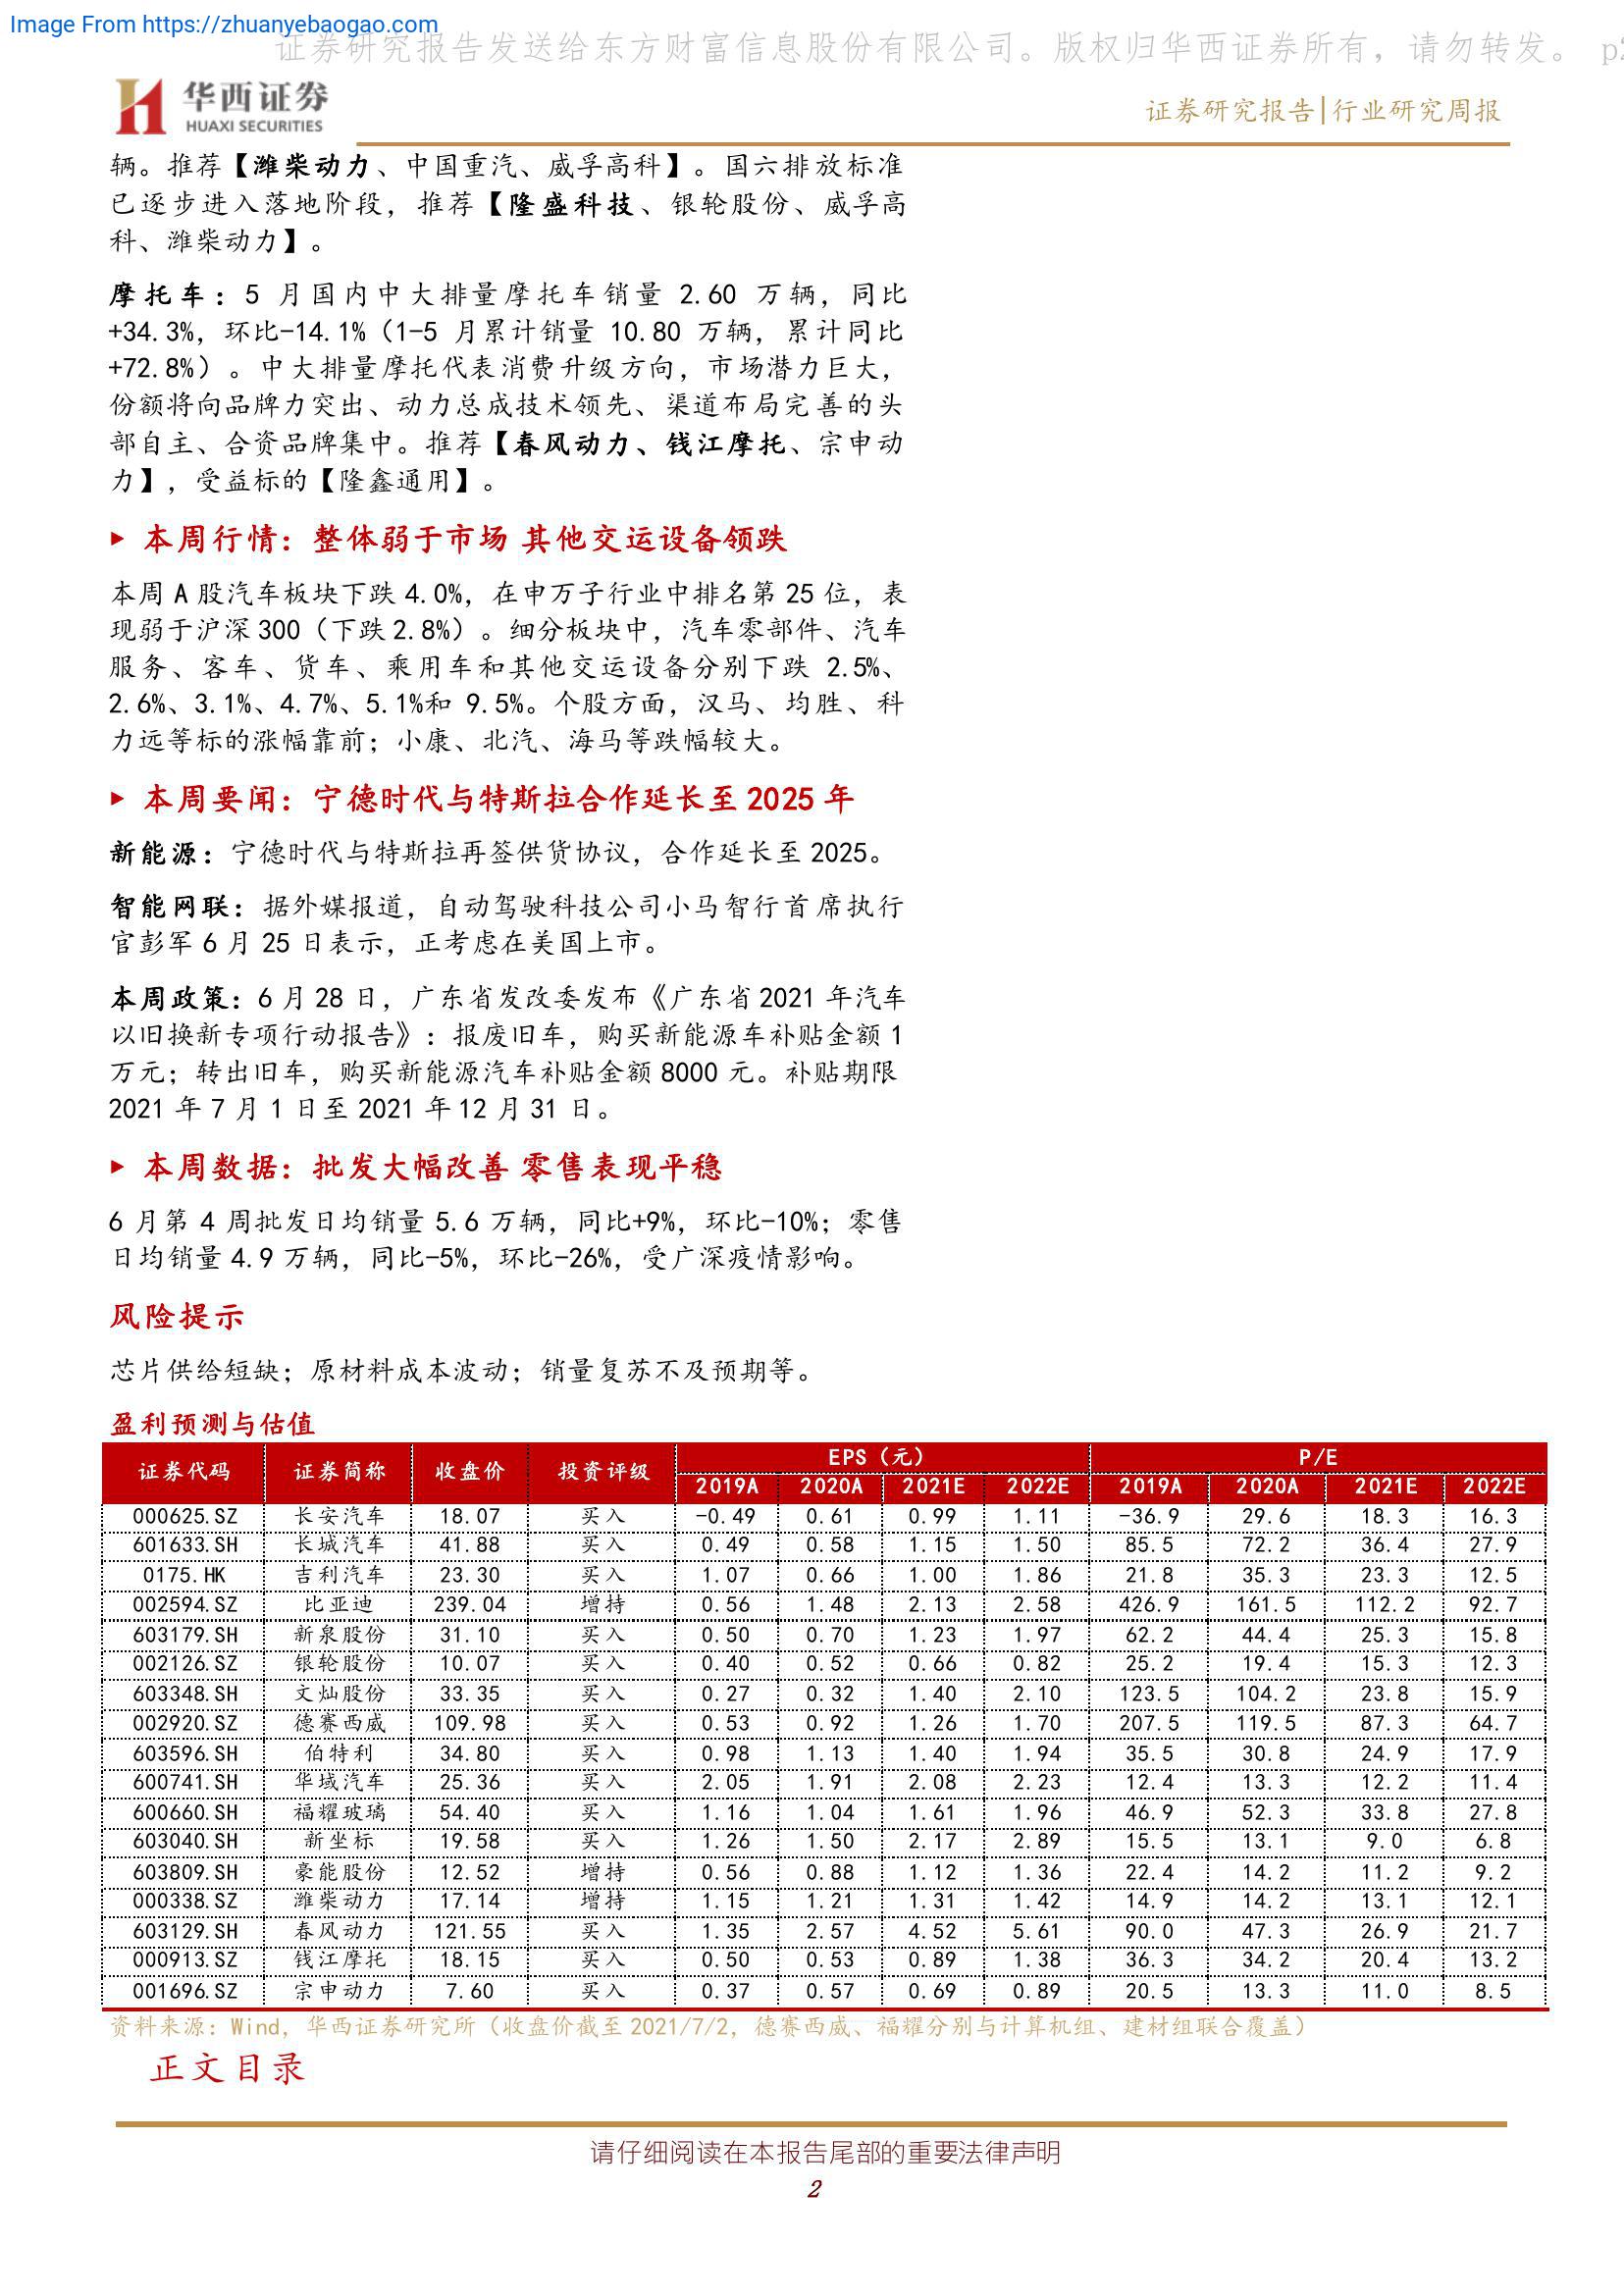 Image From https://zhuanyebaogao.com
证券研究报告发送给东方财富信息股份有限公司。版权归华西证券所有，请勿转发。 p2
华西证券
HUAXI SECURITIES
证券研究报告|行业研究周报
辆。推荐【潍柴动力、中国重汽、威孚高科】。国六排放标准
已逐步进入落地阶段，推荐【隆盛科技、银轮股份、威孚高
科、潍柴动力】。
摩托车：5 月国内中大排量摩托车销量 2.60 万辆，同比
+34.3%，环比-14.1%（1-5 月累计销量 10.80 万辆，累计同比
+72.8%）。中大排量摩托代表消费升级方向，市场潜力巨大，
份额将向品牌力突出、动力总成技术领先、渠道布局完善的头
部自主、合资品牌集中。推荐【春风动力、钱江摩托、宗申动
力】，受益标的【隆鑫通用】。
▶ 本周行情：整体弱于市场 其他交运设备领跌
本周 A 股汽车板块下跌 4.0%，在申万子行业中排名第 25 位，表
现弱于沪深 300（下跌 2.8%）。细分板块中，汽车零部件、汽车
服务、客车、货车、乘用车和其他交运设备分别下跌 2.5%、
2.6%、3.1%、4.7%、5.1%和 9.5%。个股方面，汉马、均胜、科
力远等标的涨幅靠前；小康、北汽、海马等跌幅较大。
▶ 本周要闻：宁德时代与特斯拉合作延长至 2025 年
新能源：宁德时代与特斯拉再签供货协议，合作延长至 2025。
智能网联：据外媒报道，自动驾驶科技公司小马智行首席执行
官彭军 6 月 25 日表示，正考虑在美国上市。
本周政策：6 月 28 日，广东省发改委发布《广东省 2021 年汽车
以旧换新专项行动报告》：报废旧车，购买新能源车补贴金额 1
万元；转出旧车，购买新能源汽车补贴金额 8000 元。补贴期限
2021 年 7 月 1 日至 2021 年 12 月 31 日。
▶ 本周数据：批发大幅改善 零售表现平稳
6 月第 4 周批发日均销量 5.6 万辆，同比+9%，环比-10%；零售
日均销量 4.9 万辆，同比-5%，环比-26%，受广深疫情影响。
风险提示
芯片供给短缺；原材料成本波动；销量复苏不及预期等。
盈利预测与估值
证券代码 证券简称 收盘价 投资评级 EPS（元） P/E
2019A 2020A 2021E 2022E 2019A 2020A 2021E 2022E
000625.SZ 长安汽车 18.07 买入 -0.49 0.61 0.99 1.11 -36.9 29.6 18.3 16.3
601633.SH 长城汽车 41.88 买入 0.49 0.58 1.15 1.50 85.5 72.2 36.4 27.9
0175.HK 吉利汽车 23.30 买入 1.07 0.66 1.00 1.86 21.8 35.3 23.3 12.5
002594.SZ 比亚迪 239.04 增持 0.56 1.48 2.13 2.58 426.9 161.5 112.2 92.7
603179.SH 新泉股份 31.10 买入 0.50 0.70 1.23 1.97 62.2 44.4 25.3 15.8
002126.SZ 银轮股份 10.07 买入 0.40 0.52 0.66 0.82 25.2 19.4 15.3 12.3
603348.SH 文灿股份 33.35 买入 0.27 0.32 1.40 2.10 123.5 104.2 23.8 15.9
002920.SZ 德赛西威 109.98 买入 0.53 0.92 1.26 1.70 207.5 119.5 87.3 64.7
603596.SH 伯特利 34.80 买入 0.98 1.13 1.40 1.94 35.5 30.8 24.9 17.9
600741.SH 华域汽车 25.36 买入 2.05 1.91 2.08 2.23 12.4 13.3 12.2 11.4
600660.SH 福耀玻璃 54.40 买入 1.16 1.04 1.61 1.96 46.9 52.3 33.8 27.8
603040.SH 新坐标 19.58 买入 1.26 1.50 2.17 2.89 15.5 13.1 9.0 6.8
603809.SH 豪能股份 12.52 增持 0.56 0.88 1.12 1.36 22.4 14.2 11.2 9.2
000338.SZ 潍柴动力 17.14 增持 1.15 1.21 1.31 1.42 14.9 14.2 13.1 12.1
603129.SH 春风动力 121.55 买入 1.35 2.57 4.52 5.61 90.0 47.3 26.9 21.7
000913.SZ 钱江摩托 18.15 买入 0.50 0.53 0.89 1.38 36.3 34.2 20.4 13.2
001696.SZ 宗申动力 7.60 买入 0.37 0.57 0.69 0.89 20.5 13.3 11.0 8.5
资料来源：Wind，华西证券研究所（收盘价截至 2021/7/2，德赛西威、福耀分别与计算机组、建材组联合覆盖）
正文目录
请仔细阅读在本报告尾部的重要法律声明
2